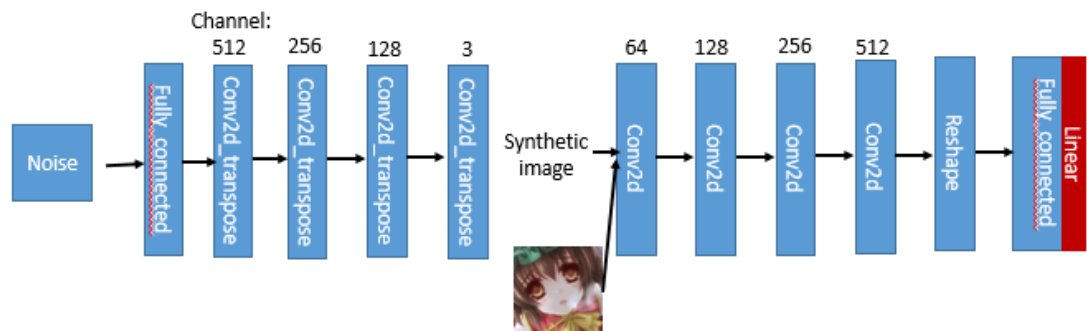 Channel:
512
256
128
3
64
128
256
512
Noise
Fully_connected
Conv2d_transpose
Conv2d_transpose
Conv2d_transpose
Conv2d_transpose
Synthetic
image
Conv2d
Conv2d
Conv2d
Conv2d
Reshape
Fully_connected
Linear